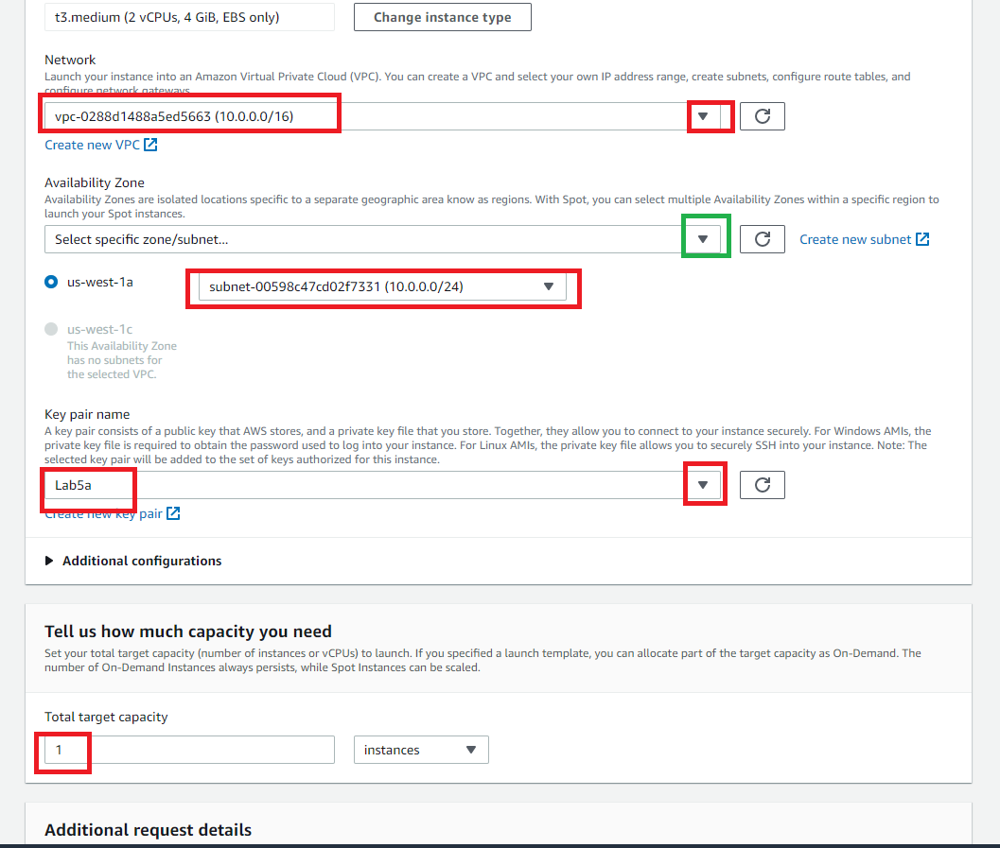 t3.medium (2 vCPUs, 4 GiB, EBS only)
Change instance type
Network
Launch your instance into an Amazon Virtual Private Cloud (VPC). You can create a VPC and select your own IP address range, create subnets, configure route tables, and
configure network gateways.
vpc-0288d1488a5ed5663 (10.0.0.0/16)
Create new VPC
Availability Zone
Availability Zones are isolated locations specific to a separate geographic area know as regions. With Spot, you can select multiple Availability Zones within a specific region to
launch your Spot instances.
Select specific zone/subnet...
Create new subnet
us-west-1a
subnet-00598c47cd02f7331 (10.0.0.0/24)
us-west-1c
This Availability Zone
has no subnets for
the selected VPC.
Key pair name
A key pair consists of a public key that AWS stores, and a private key file that you store. Together, they allow you to connect to your instance securely. For Windows AMIs, the
private key file is required to obtain the password used to log into your instance. For Linux AMIs, the private key file allows you to securely SSH into your instance. Note: The
selected key pair will be added to the set of keys authorized for this instance.
Lab5a
Create new key pair
Additional configurations
Tell us how much capacity you need
Set your total target capacity (number of instances or vCPUs) to launch. If you specified a launch template, you can allocate part of the target capacity as On-Demand. The
number of On-Demand Instances always persists, while Spot Instances can be scaled.
Total target capacity
1
instances
Additional request details